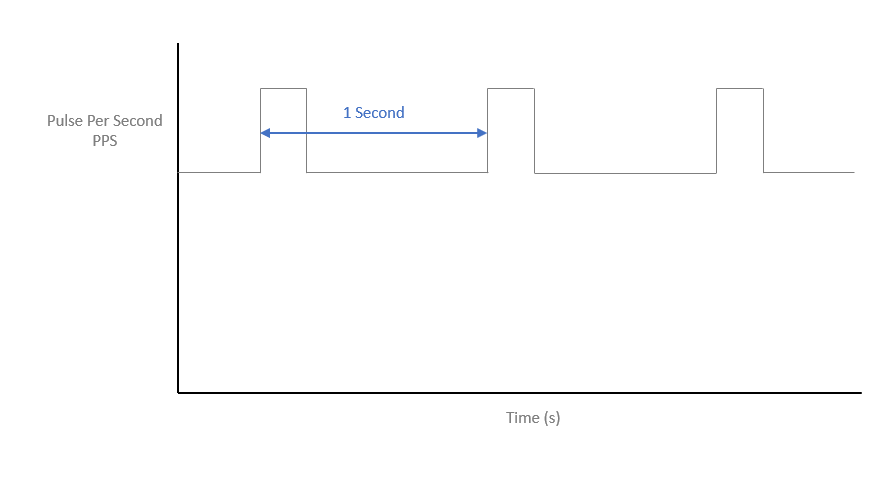 Pulse Per Second
PPS
1 Second
Time (s)